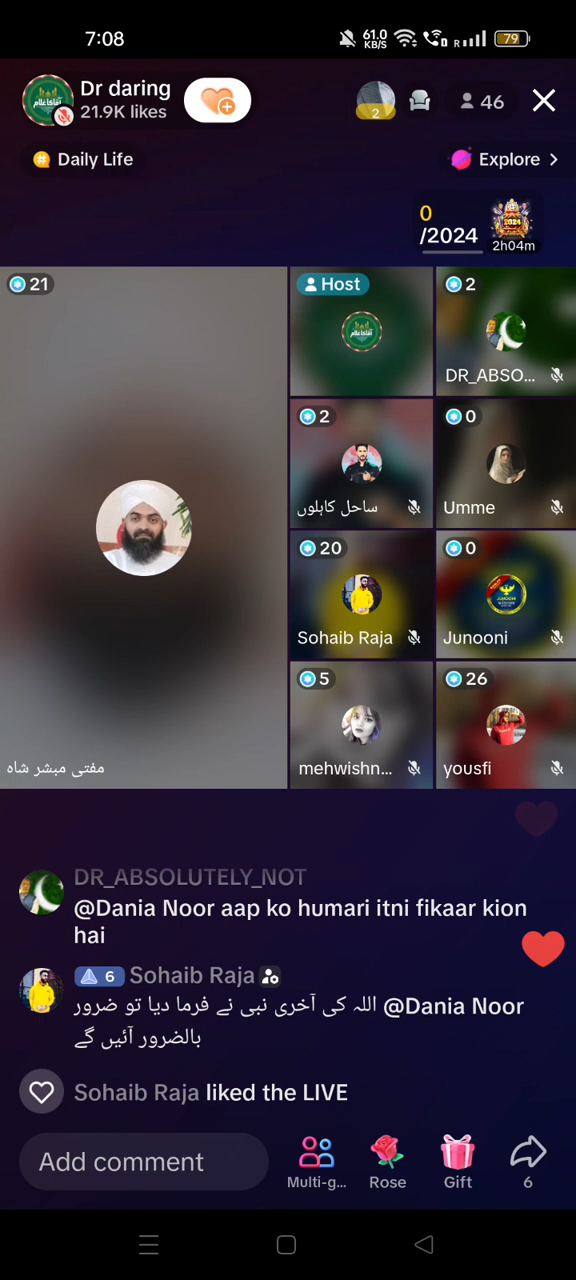 7:08
61.0
KB/S
R
79
Dr daring
21.9K likes
2
46
Daily Life
Explore >
0
/2024
2024
2h04m
21
Host
2
DR_ABSO...
2
ساحل کاہلوں
0
Umme
20
Sohaib Raja
0
JUNOONI
Junooni
5
mehwishn...
26
yousfi
مفتی مبشر شاہ
DR_ABSOLUTELY_NOT
@Dania Noor aap ko humari itni fikaar kion
hai
6 Sohaib Raja
@Dania Noor اللہ کی آخری نبی نے فرما دیا تو ضرور
بالضرور آئیں گے
Sohaib Raja liked the LIVE
Add comment
Multi-g...
Rose
Gift
6